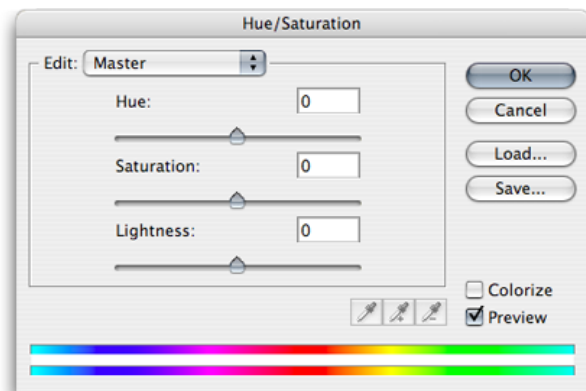 Hue/Saturation
Edit: Master
OK
Hue: 0
Cancel
Load...
Saturation: 0
Save...
Lightness: 0
Colorize
Preview